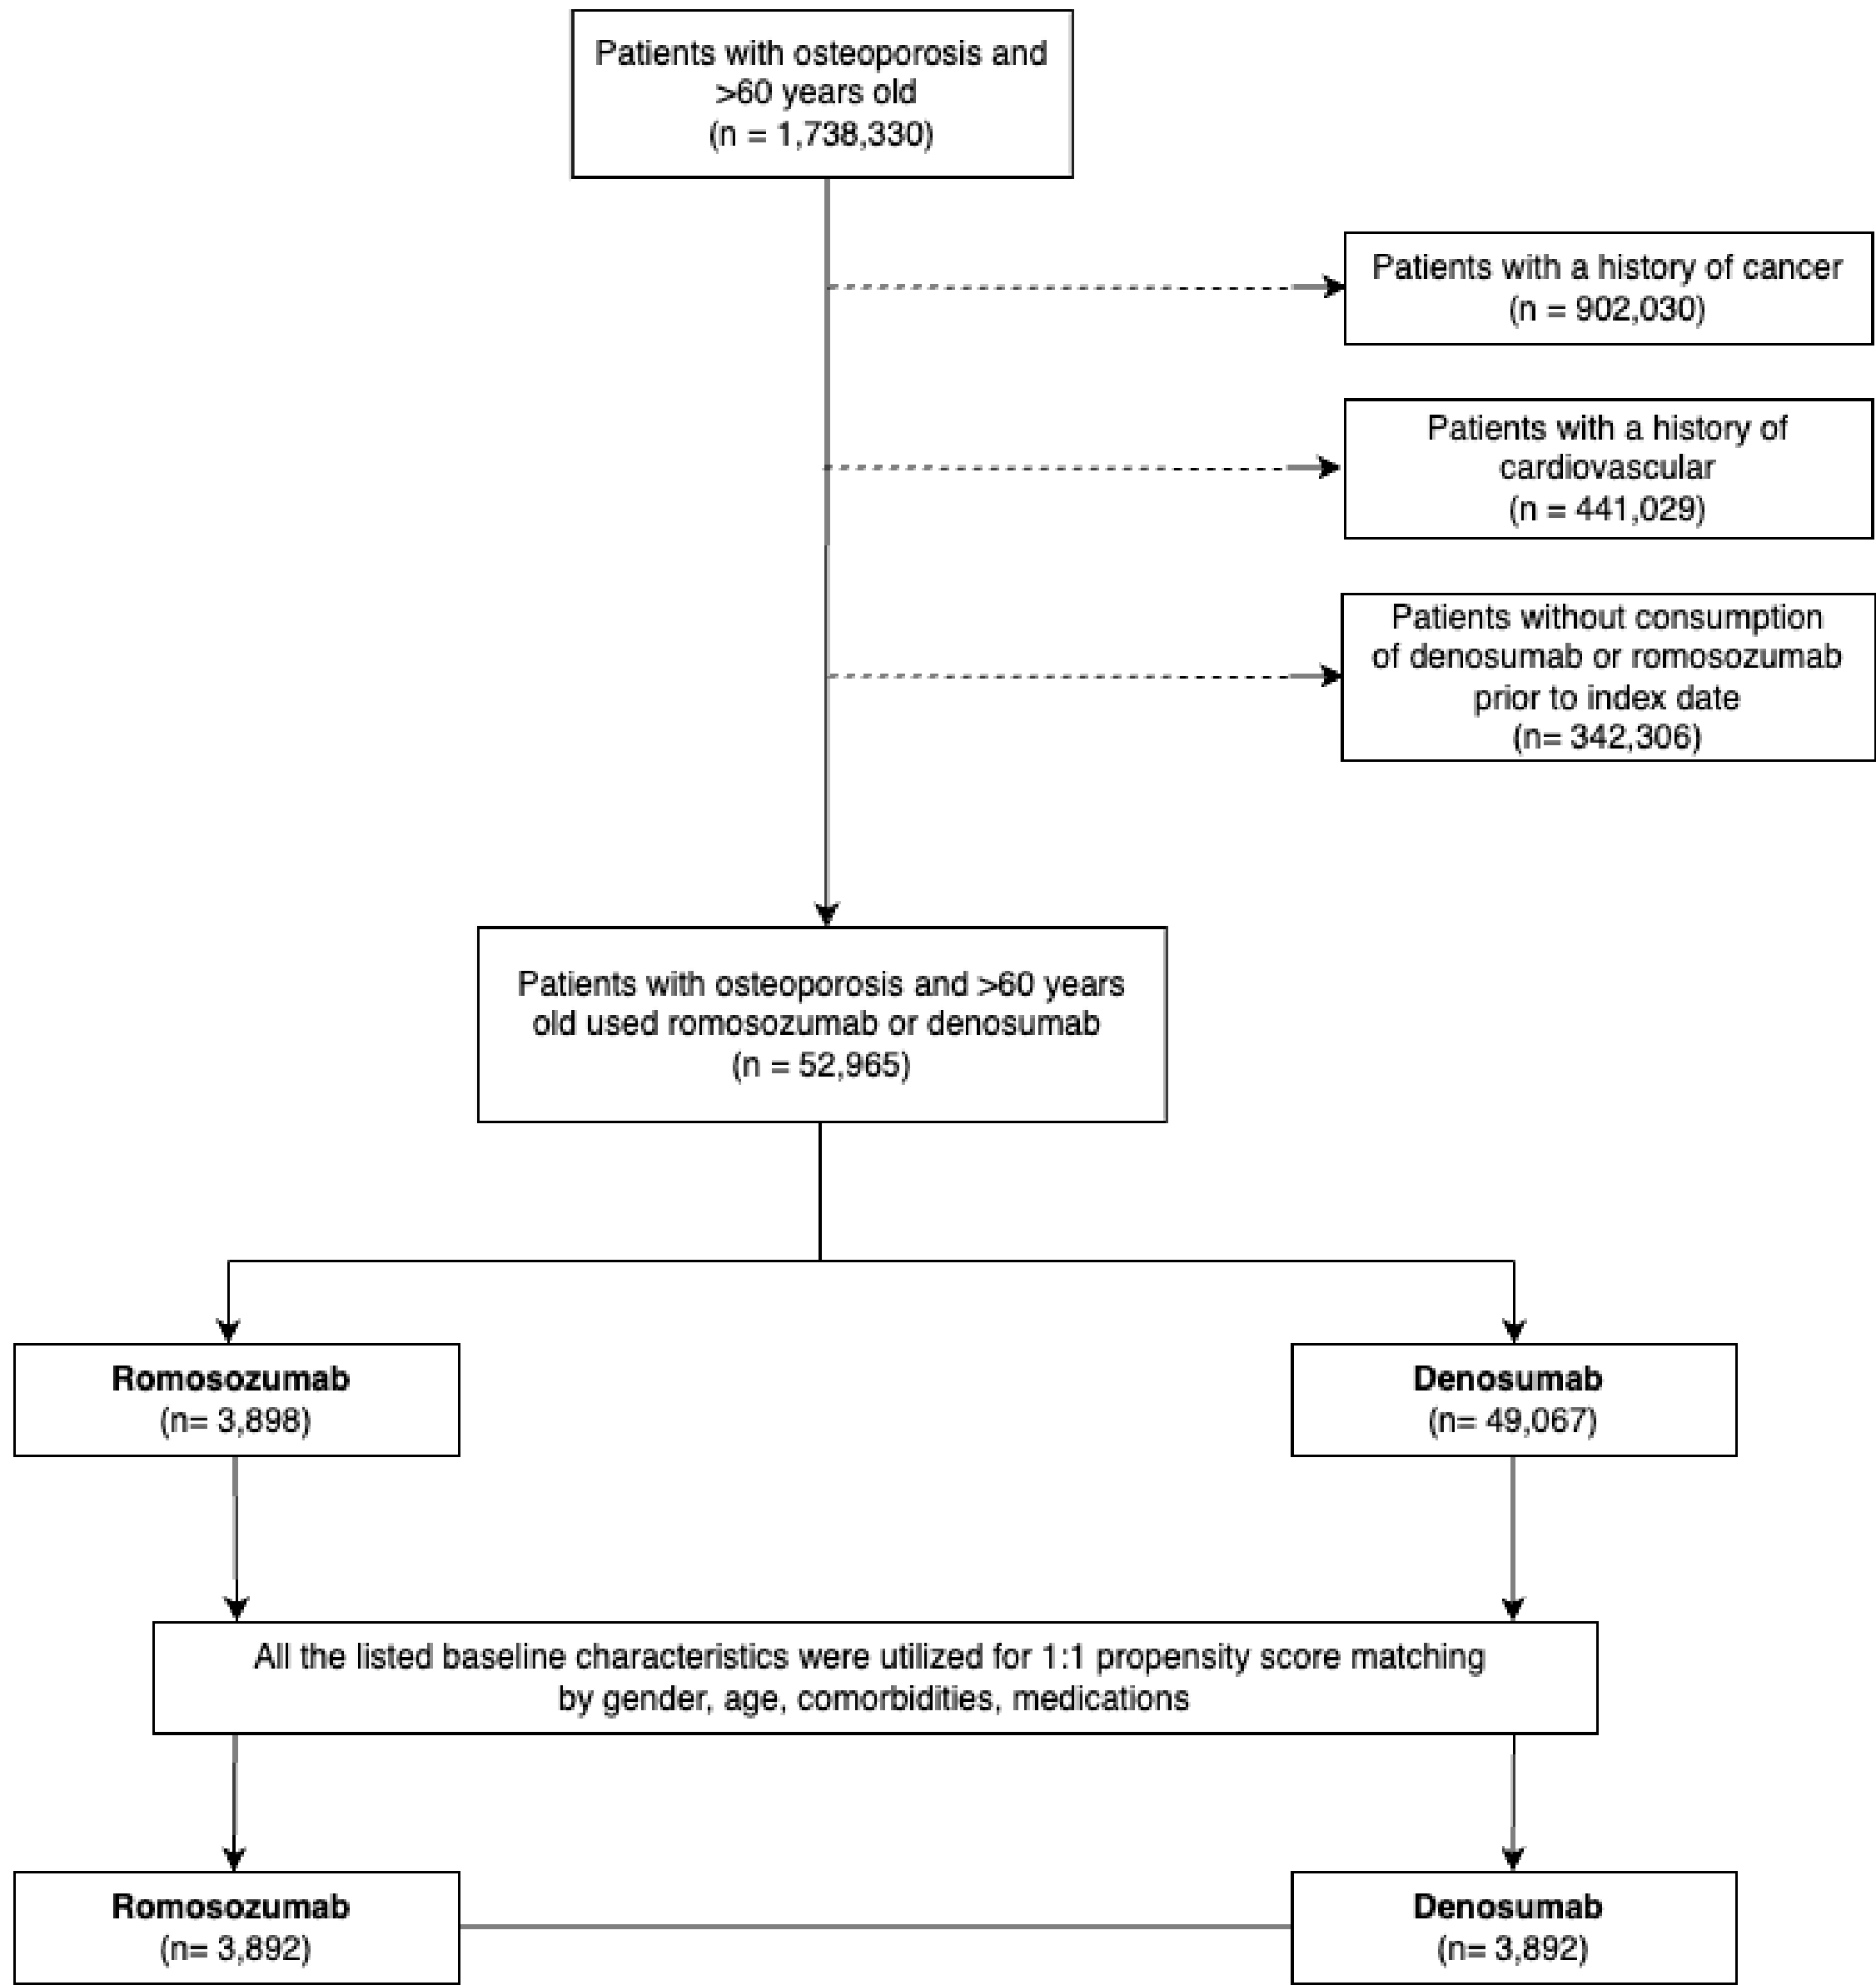 Patients with osteoporosis and
>60 years old
(n = 1,738,330)
Patients with a history of cancer
(n = 902,030)
Patients with a history of
cardiovascular
(n = 441,029)
Patients without consumption
of denosumab or romosozumab
prior to index date
(n= 342,306)
Patients with osteoporosis and >60 years
old used romosozumab or denosumab
(n = 52,965)
Romosozumab
(n= 3,898)
Denosumab
(n= 49,067)
All the listed baseline characteristics were utilized for 1:1 propensity score matching
by gender, age, comorbidities, medications
Romosozumab
(n= 3,892)
Denosumab
(n= 3,892)